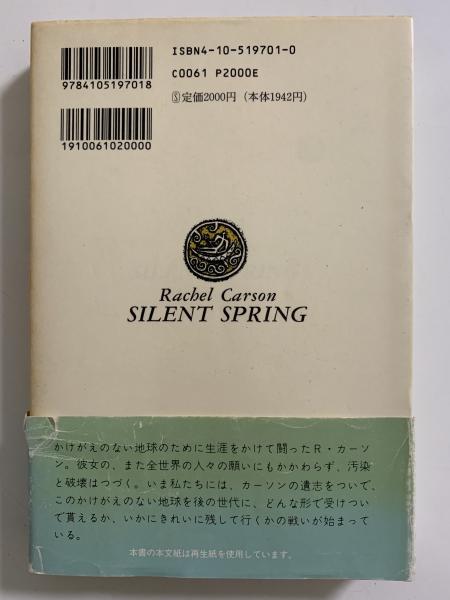 ISBN4-10-519701-0
C0061 P2000E
Ⓢ定価2000円（本体1942円）
9784105197018
1910061020000
Rachel Carson
SILENT SPRING
かけがえのない地球のために生涯をかけて闘ったR・カーソ
ン。彼女の、また全世界の人々の願いにもかかわらず、汚染
と破壊はつづく。いま私たちには、カーソンの遺志をついで、
このかけがえのない地球を後の世代に、どんな形で受けつい
で貰えるか、いかにきれいに残して行くかの戦いが始まって
いる。
本書の本文紙は再生紙を使用しています。